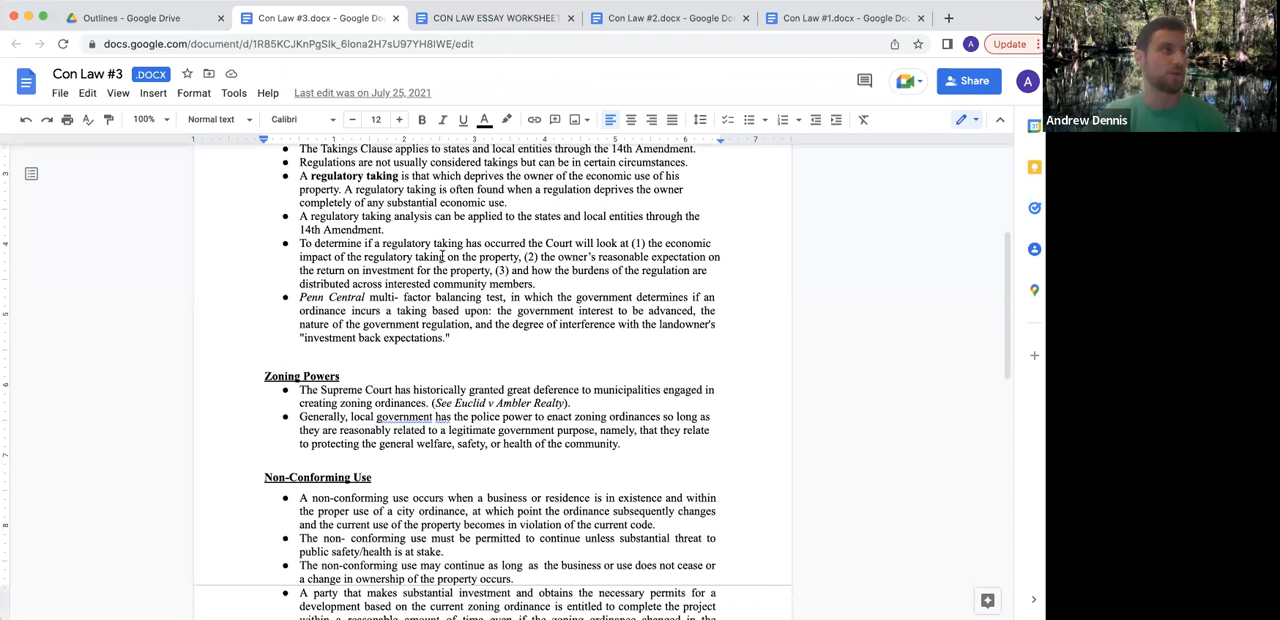 Outlines - Google Drive
Con Law #3.docx - Google Do
CON LAW ESSAY WORKSHEET
Con Law #2.docx - Google Do
Con Law #1.docx - Google Do
docs.google.com/document/d/1R85KCJKnPgSIk_6Iona2H7sU97YH8IWE/edit
A
Update
Con Law #3
.DOCX
Share
A
File Edit View Insert Format Tools Help Last edit was on July 25, 2021
100% Normal text Calibri 12
Andrew Dennis
The Takings Clause applies to states and local entities through the 14th Amendment.
Regulations are not usually considered takings but can be in certain circumstances.
A regulatory taking is that which deprives the owner of the economic use of his
property. A regulatory taking is often found when a regulation deprives the owner
completely of any substantial economic use.
A regulatory taking analysis can be applied to the states and local entities through the
14th Amendment.
To determine if a regulatory taking has occurred the Court will look at (1) the economic
impact of the regulatory taking on the property, (2) the owner's reasonable expectation on
the return on investment for the property, (3) and how the burdens of the regulation are
distributed across interested community members.
Penn Central multi- factor balancing test, in which the government determines if an
ordinance incurs a taking based upon: the government interest to be advanced, the
nature of the government regulation, and the degree of interference with the landowner's
"investment back expectations."
Zoning Powers
The Supreme Court has historically granted great deference to municipalities engaged in
creating zoning ordinances. (See Euclid v Ambler Realty).
Generally, local government has the police power to enact zoning ordinances so long as
they are reasonably related to a legitimate government purpose, namely, that they relate
to protecting the general welfare, safety, or health of the community.
Non-Conforming Use
A non-conforming use occurs when a business or residence is in existence and within
the proper use of a city ordinance, at which point the ordinance subsequently changes
and the current use of the property becomes in violation of the current code.
The non- conforming use must be permitted to continue unless substantial threat to
public safety/health is at stake.
The non-conforming use may continue as long as the business or use does not cease or
a change in ownership of the property occurs.
A party that makes substantial investment and obtains the necessary permits for a
development based on the current zoning ordinance is entitled to complete the project
within a reasonable amount of time even if the zoning ordinance changed in the